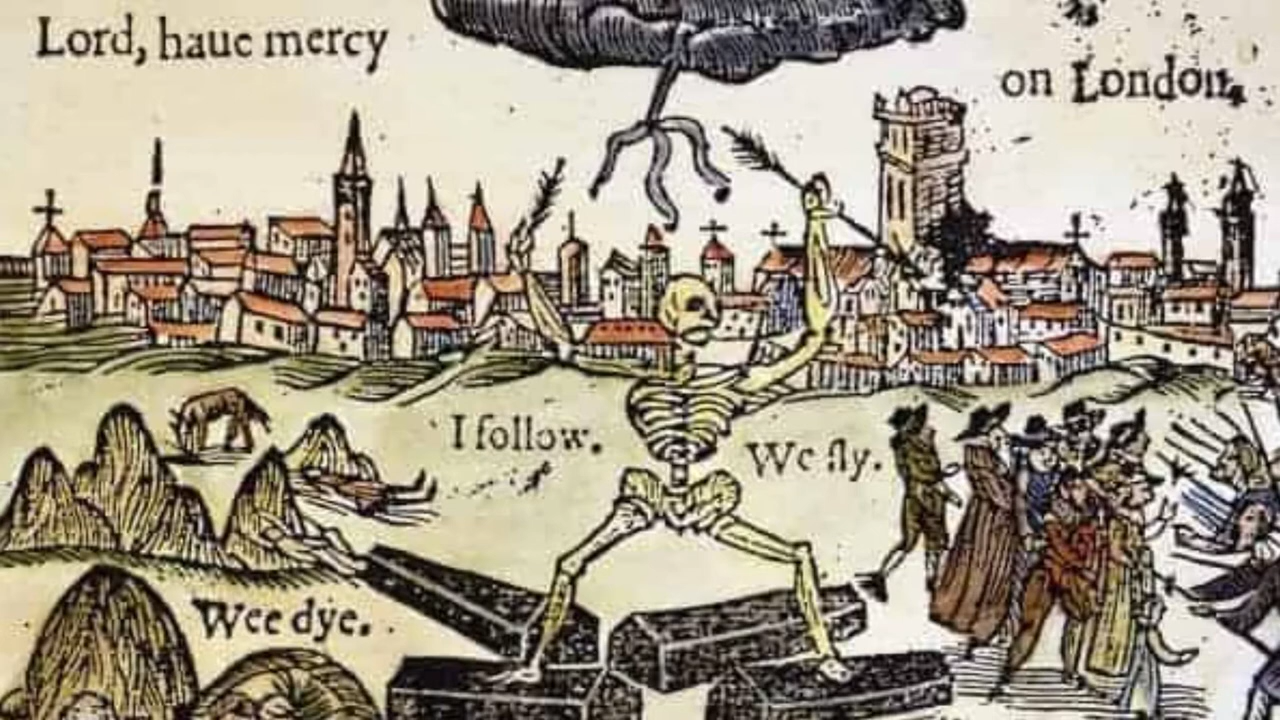 Lord, haue mercy
on London.
I follow.
We fly.
Wee dye.